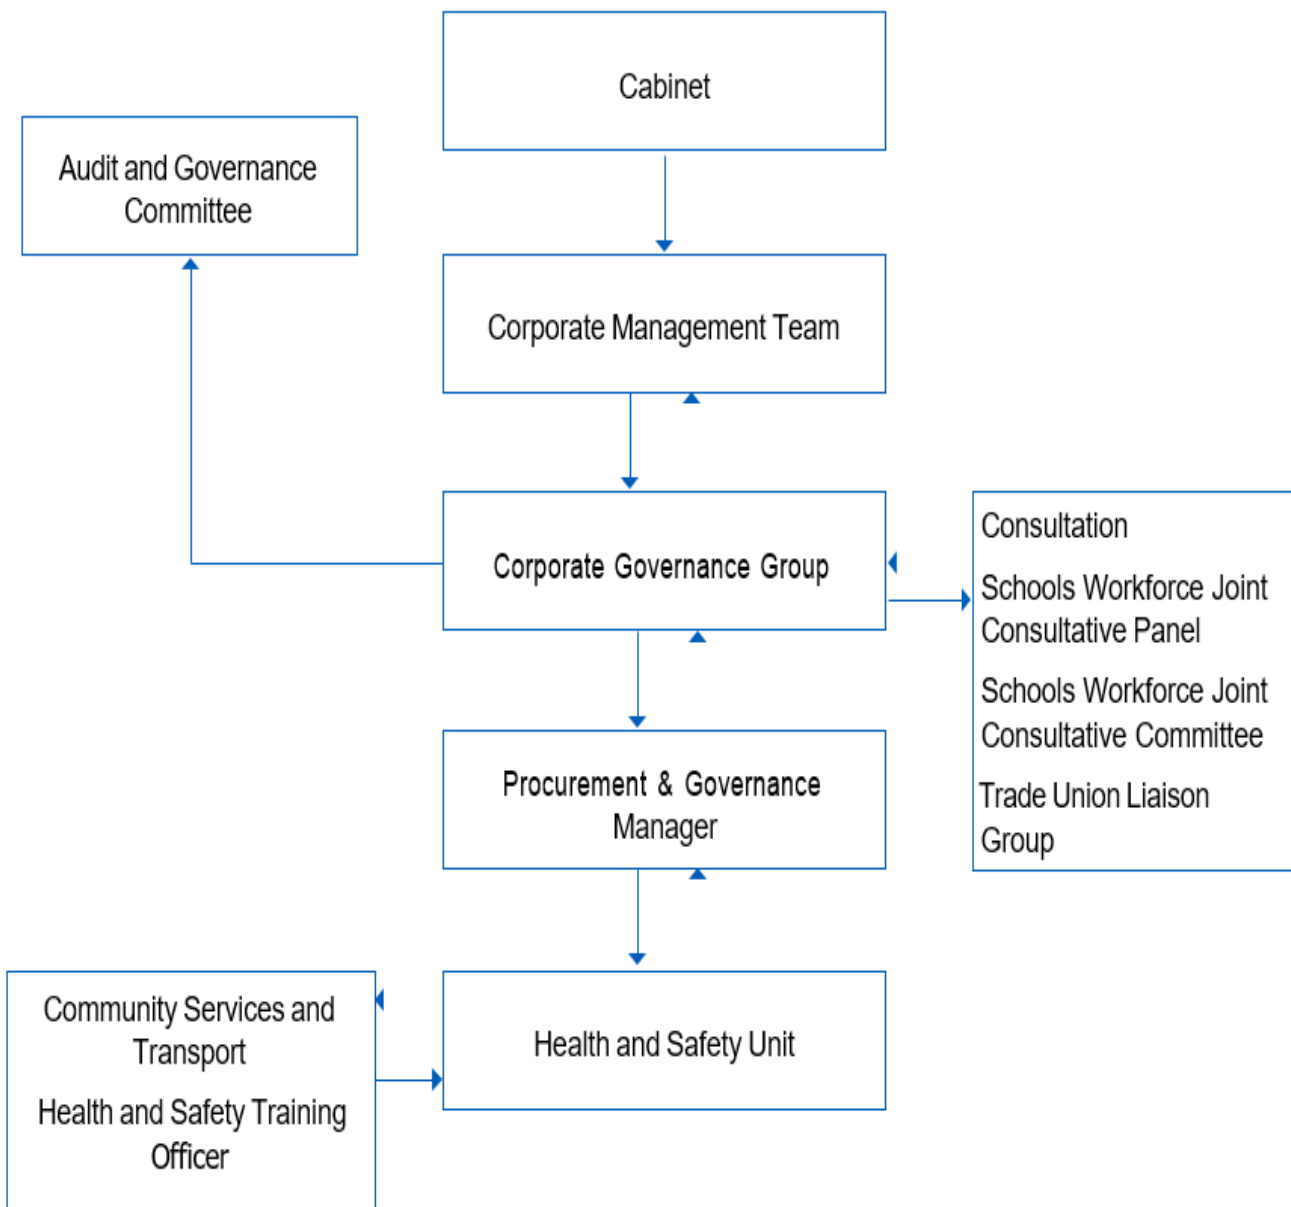 Cabinet
Audit and Governance
Committee
Corporate Management Team
Corporate Governance Group
Consultation
Schools Workforce Joint
Consultative Panel
Schools Workforce Joint
Consultative Committee
Trade Union Liaison
Group
Procurement & Governance
Manager
Community Services and
Transport
Health and Safety Training
Officer
Health and Safety Unit